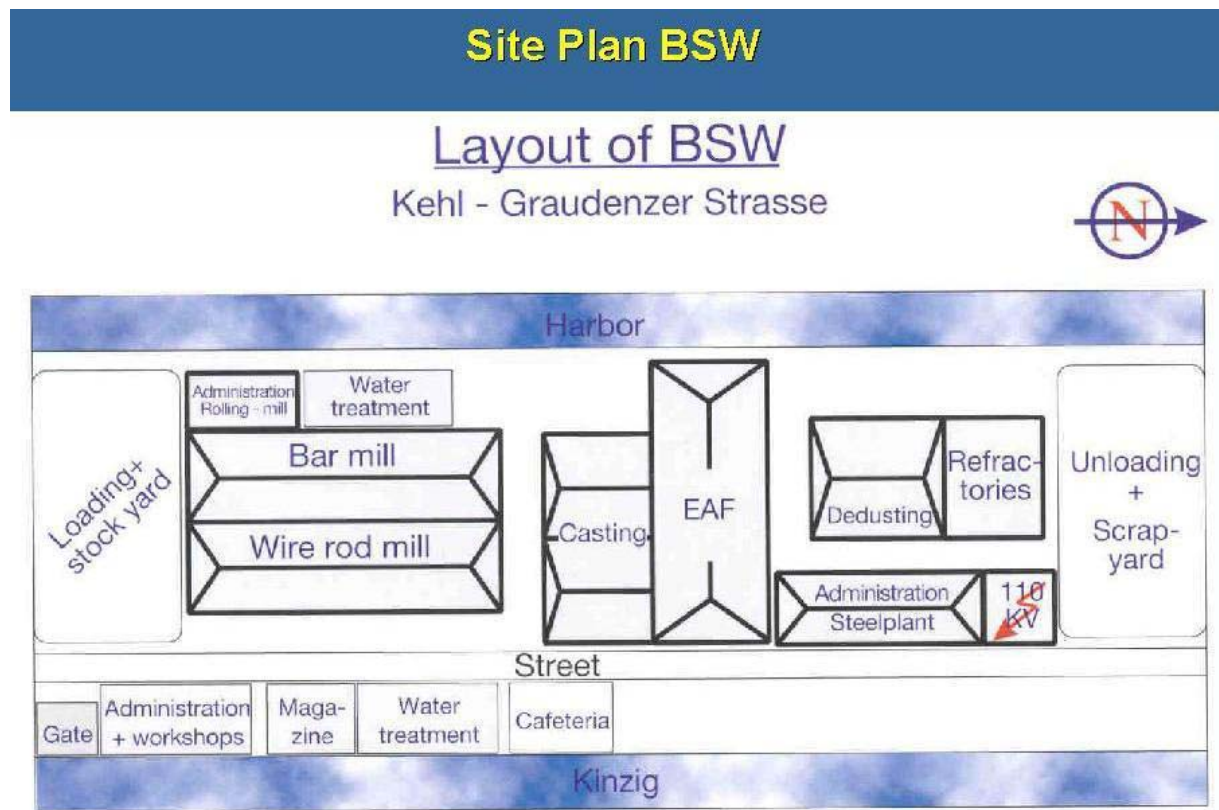 Site Plan BSW
Layout of BSW
Kehl - Graudenzer Strasse
N
Harbor
Administration
Rolling - mill
Water
treatment
Bar mill
Wire rod mill
Loading+
stock yard
Casting
EAF
Dedusting
Refrac-
tories
Unloading
+
Scrap-
yard
Administration
Steelplant
110
KV
Street
Gate
Administration
+ workshops
Maga-
zine
Water
treatment
Cafeteria
Kinzig